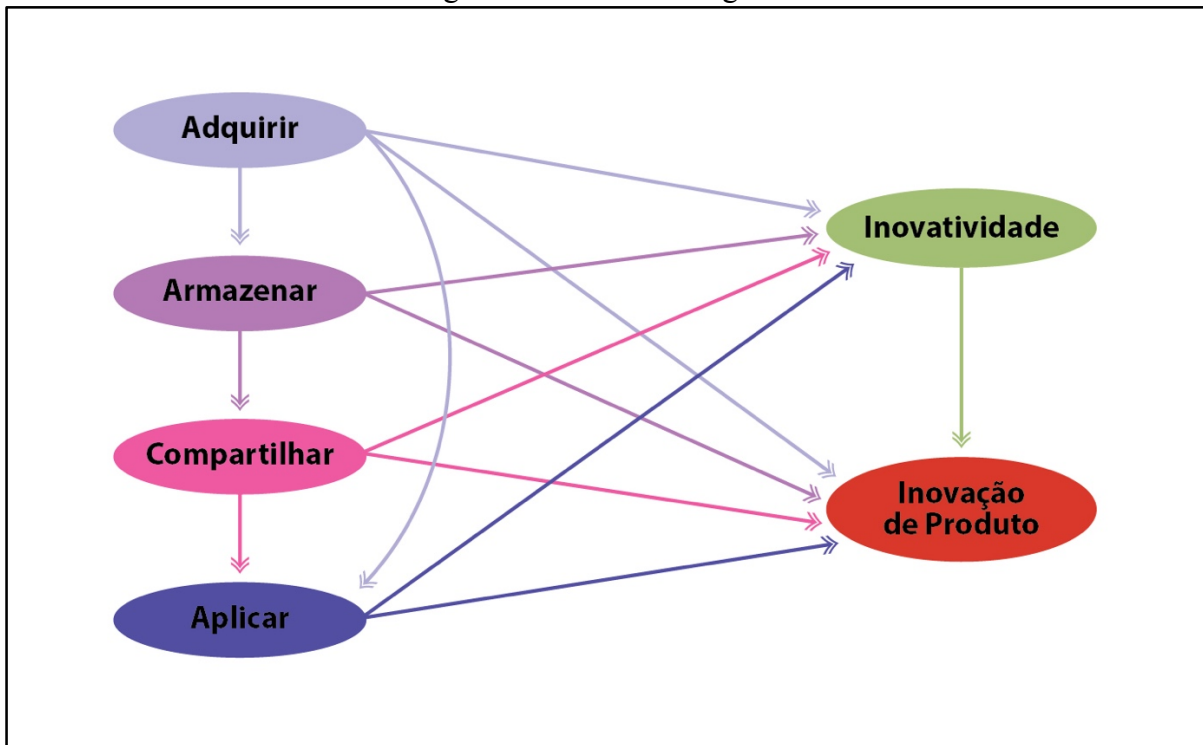 Adquirir
Armazenar
Compartilhar
Aplicar
Inovatividade
Inovação
de Produto